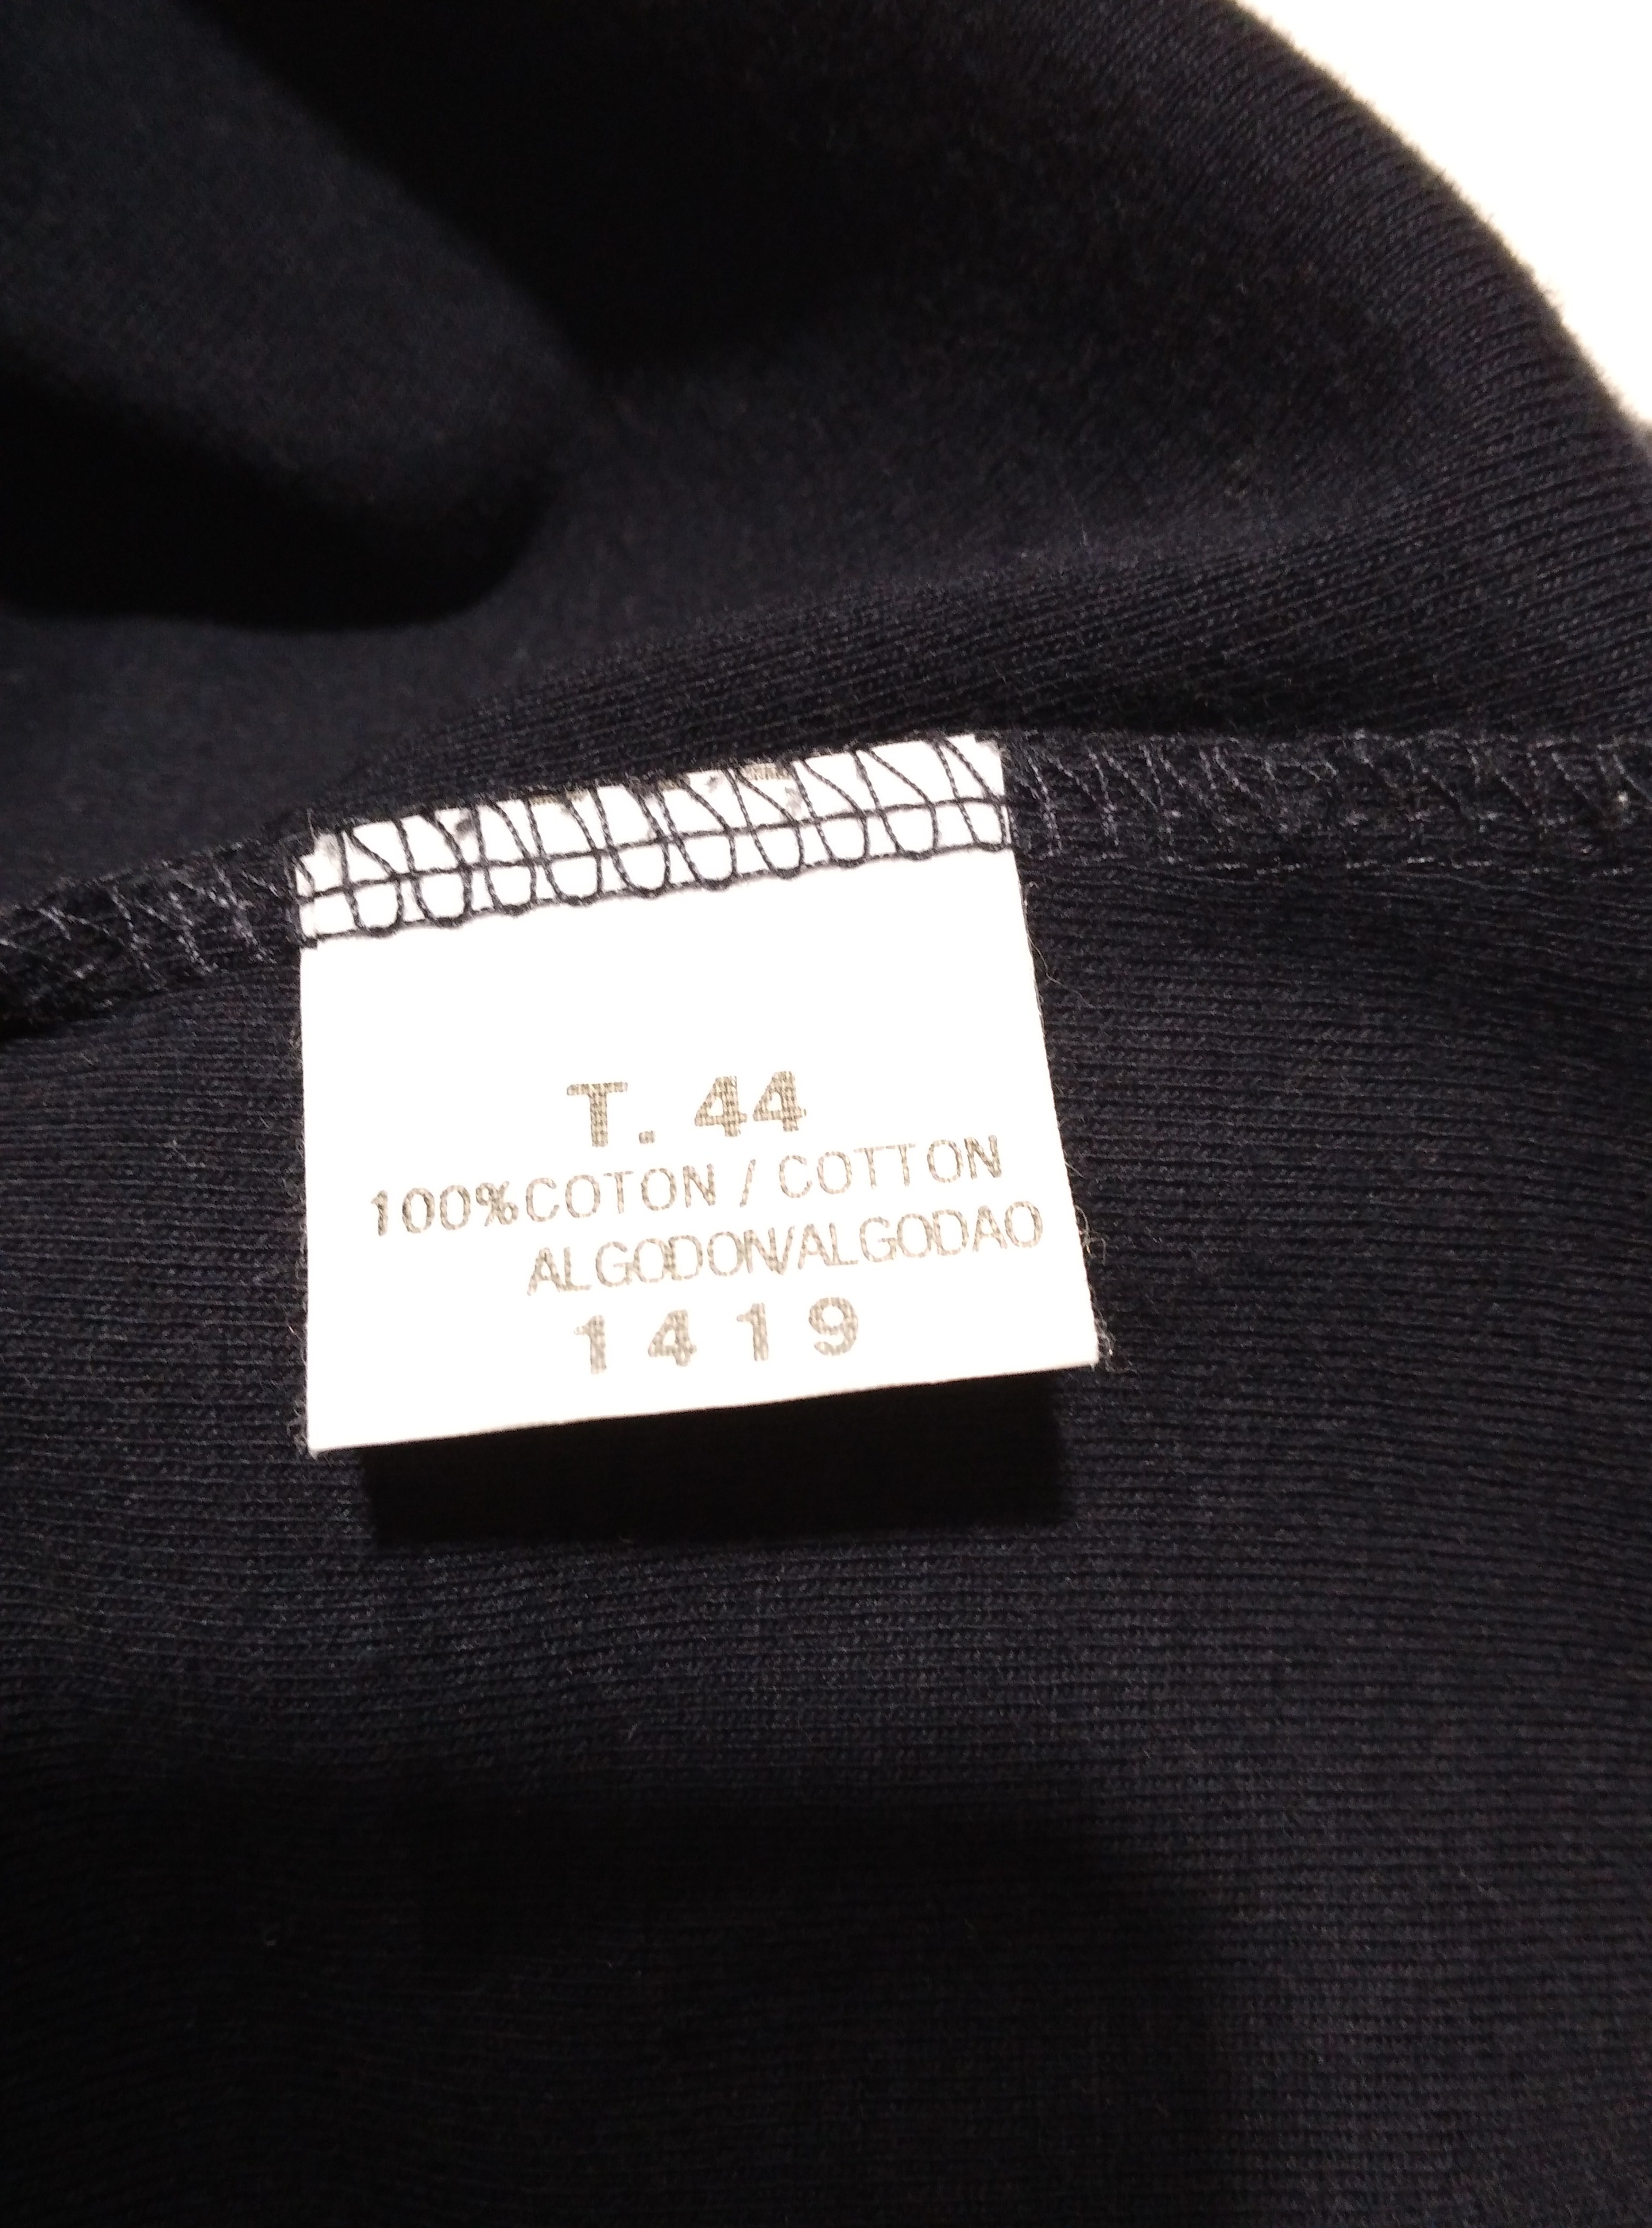 T. 44
100%COTON / COTTON
ALGODON/ALGODAO
1419